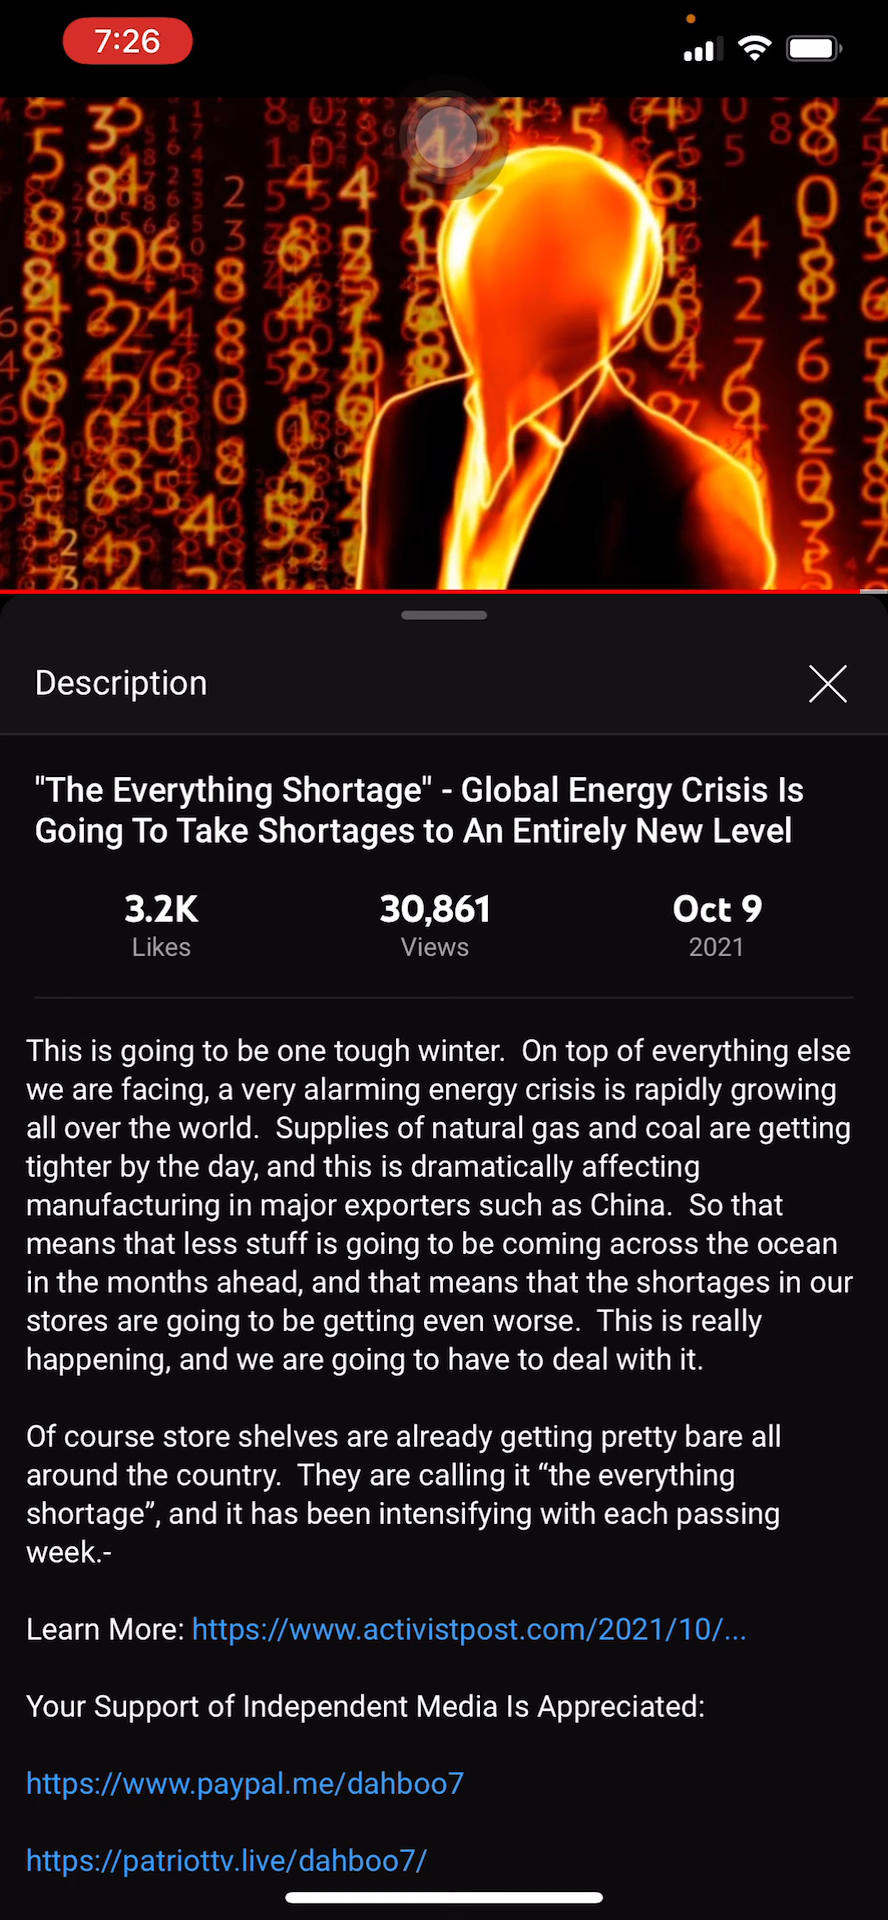 7:26
Description
"The Everything Shortage" - Global Energy Crisis Is
Going To Take Shortages to An Entirely New Level
3.2K 30,861 Oct 9
Likes Views 2021
This is going to be one tough winter.  On top of everything else
we are facing, a very alarming energy crisis is rapidly growing
all over the world.  Supplies of natural gas and coal are getting
tighter by the day, and this is dramatically affecting
manufacturing in major exporters such as China.  So that
means that less stuff is going to be coming across the ocean
in the months ahead, and that means that the shortages in our
stores are going to be getting even worse.  This is really
happening, and we are going to have to deal with it.
Of course store shelves are already getting pretty bare all
around the country.  They are calling it “the everything
shortage”, and it has been intensifying with each passing
week.-
Learn More: https://www.activistpost.com/2021/10/...
Your Support of Independent Media Is Appreciated:
https://www.paypal.me/dahboo7
https://patriottv.live/dahboo7/